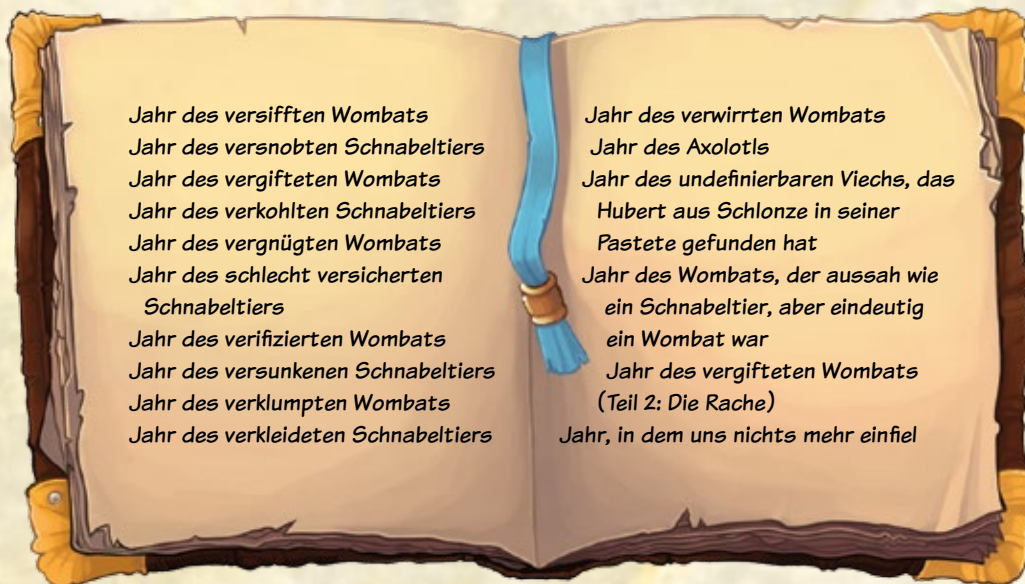 Jahr des versifften Wombats
Jahr des versnobten Schnabeltiers
Jahr des vergifteten Wombats
Jahr des verkohlten Schnabeltiers
Jahr des vergnügten Wombats
Jahr des schlecht versicherten
Schnabeltiers
Jahr des verifizierten Wombats
Jahr des versunkenen Schnabeltiers
Jahr des verklumpten Wombats
Jahr des verkleideten Schnabeltiers
Jahr des verwirrten Wombats
Jahr des Axolotls
Jahr des undefinierbaren Viechs, das
Hubert aus Schlonze in seiner
Pastete gefunden hat
Jahr des Wombats, der aussah wie
ein Schnabeltier, aber eindeutig
ein Wombat war
Jahr des vergifteten Wombats
(Teil 2: Die Rache)
Jahr, in dem uns nichts mehr einfiel